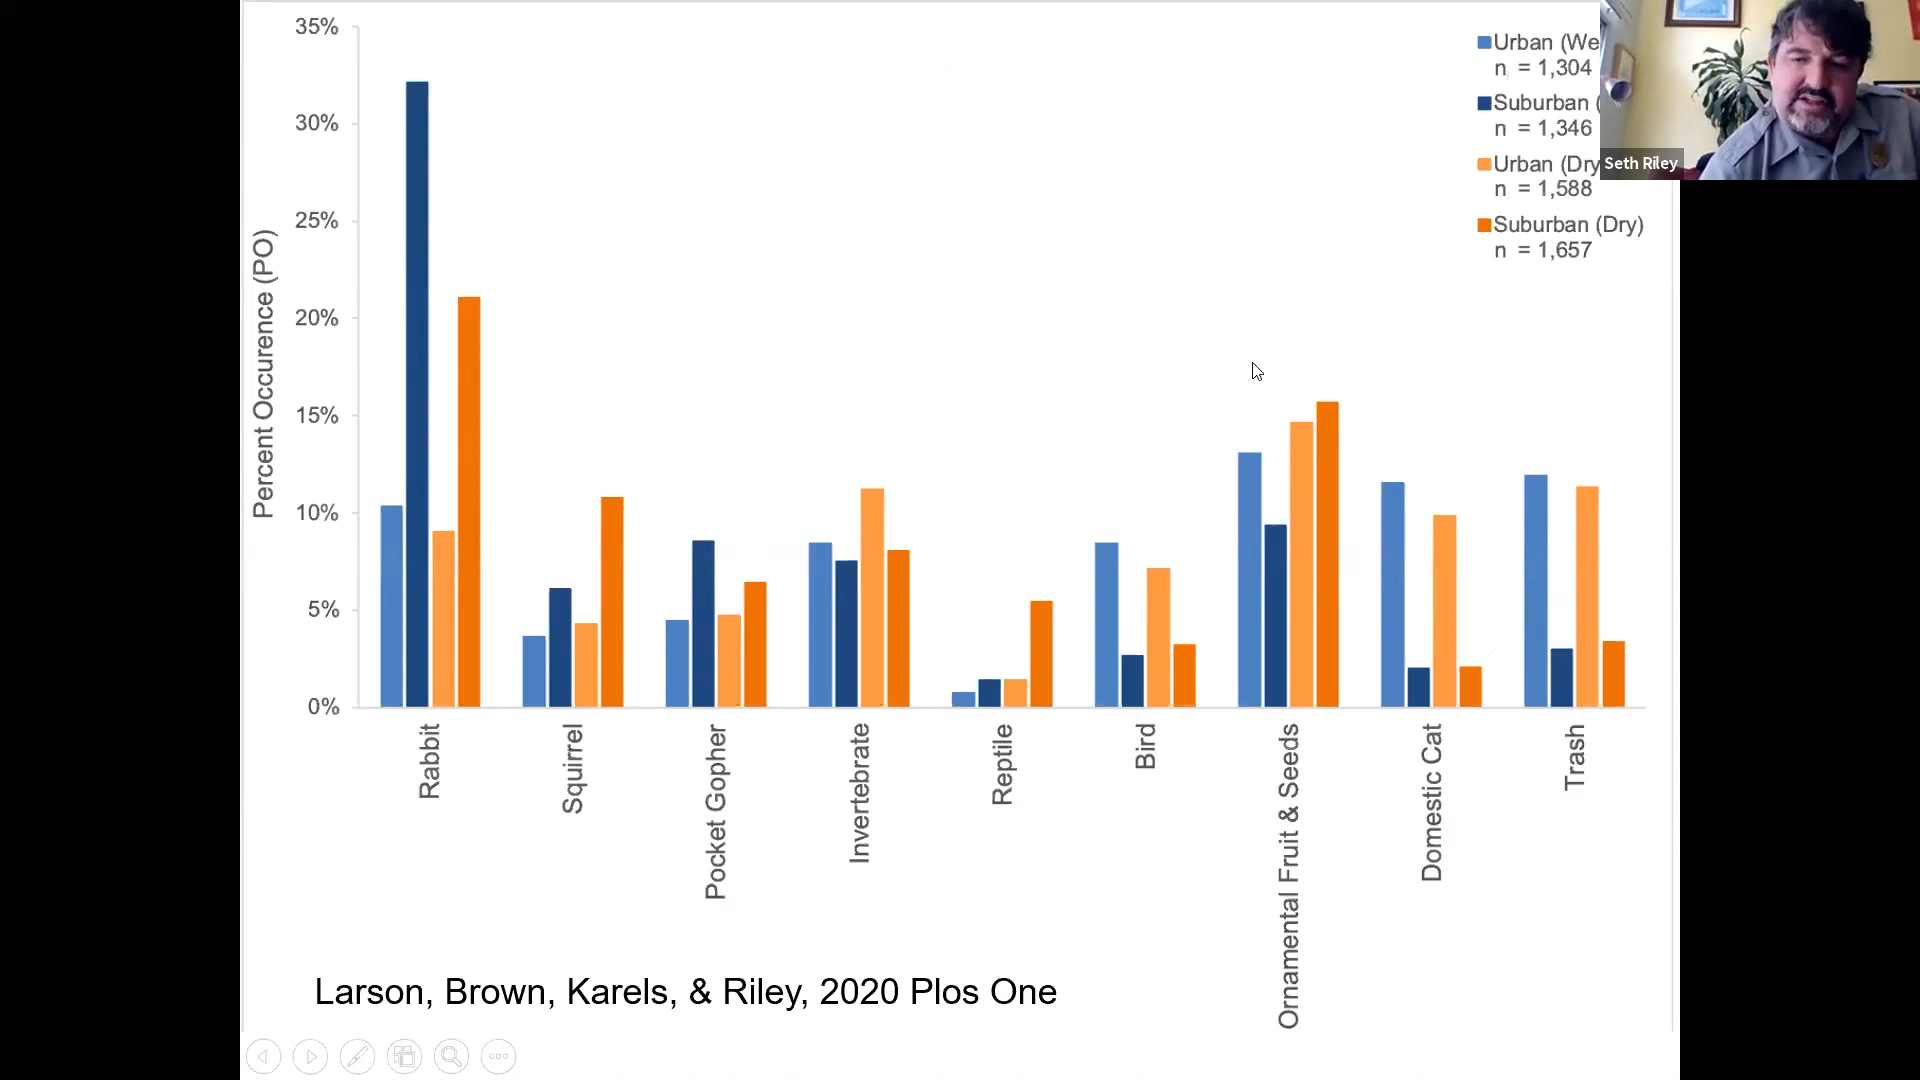 35%
30%
25%
20%
15%
10%
5%
0%
Percent Occurence (PO)
Urban (We
n = 1,304
Suburban (
n = 1,346
Urban (Dry
n = 1,588
Suburban (Dry)
n = 1,657
Seth Riley
Rabbit
Squirrel
Pocket Gopher
Invertebrate
Reptile
Bird
Ornamental Fruit & Seeds
Domestic Cat
Trash
Larson, Brown, Karels, & Riley, 2020 Plos One